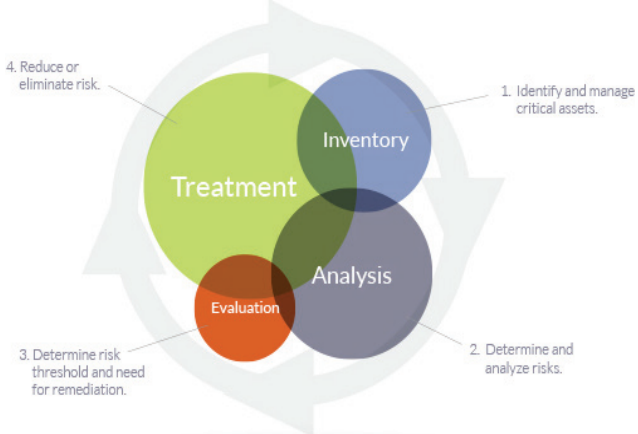 4. Reduce or
eliminate risk.
1. Identify and manage
critical assets.
Inventory
Treatment
Analysis
Evaluation
3. Determine risk
threshold and need
for remediation.
2. Determine and
analyze risks.